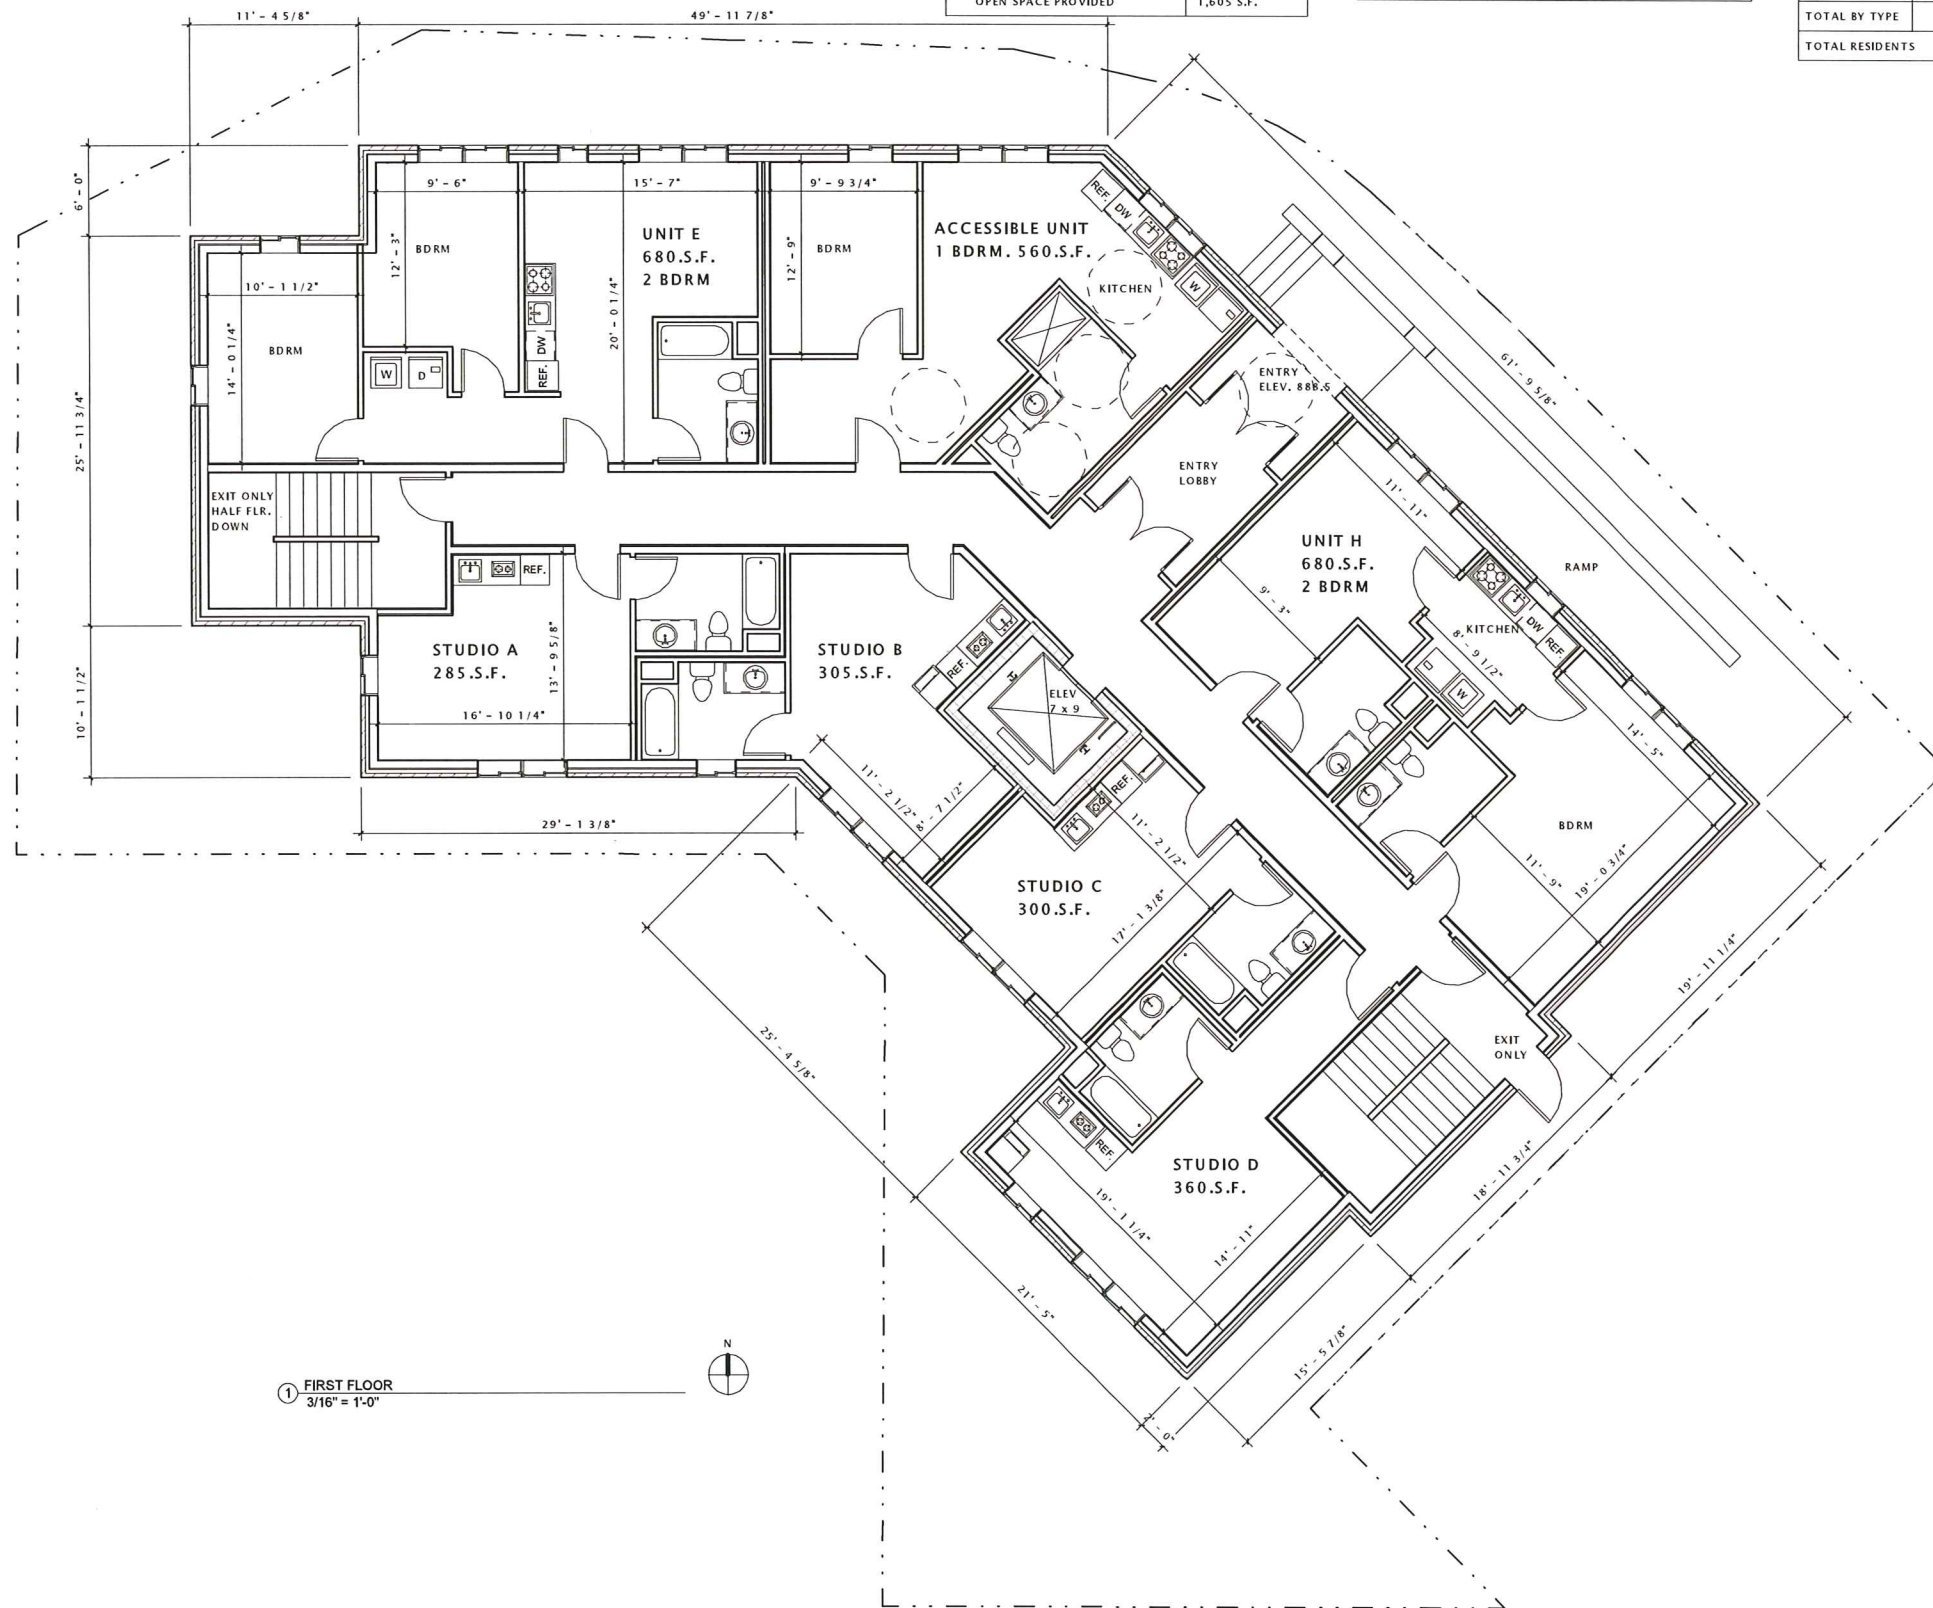 11' - 4 5/8"
49' - 11 7/8"
OPEN SPACE PROVIDED
1,605 S.F.
TOTAL BY TYPE
TOTAL RESIDENTS
6' - 0"
25' - 11 3/4"
10' - 1 1/2"
9' - 6"
15' - 7"
9' - 9 3/4"
BDRM
12' - 3"
UNIT E
680.S.F.
2 BDRM
20' - 0 1/4"
BDRM
12' - 9"
ACCESSIBLE UNIT
1 BDRM. 560.S.F.
REF.
DW
W
KITCHEN
10' - 1 1/2"
14' - 0 1/4"
BDRM
W
D
DW
REF.
ENTRY
ELEV. 888.5
61' - 9 5/8"
ENTRY
LOBBY
EXIT ONLY
HALF FLR.
DOWN
REF.
STUDIO A
285.S.F.
13' - 9 5/8"
16' - 10 1/4"
STUDIO B
305.S.F.
REF.
ELEV
7 x 9
11' - 11"
UNIT H
680.S.F.
2 BDRM
9' - 3"
RAMP
KITCHEN
DW
REF.
8' - 9 1/2"
W
14' - 5"
BDRM
11' - 9"
19' - 0 3/4"
29' - 1 3/8"
11' - 2 1/2"
8' - 7 1/2"
REF.
11' - 2 1/2"
STUDIO C
300.S.F.
17' - 1 3/8"
19' - 11 1/4"
25' - 4 5/8"
EXIT
ONLY
REF.
STUDIO D
360.S.F.
19' - 1 1/4"
14' - 11"
18' - 11 3/4"
21' - 5"
15' - 5 7/8"
2' - 0"
N
1
FIRST FLOOR
3/16" = 1'-0"